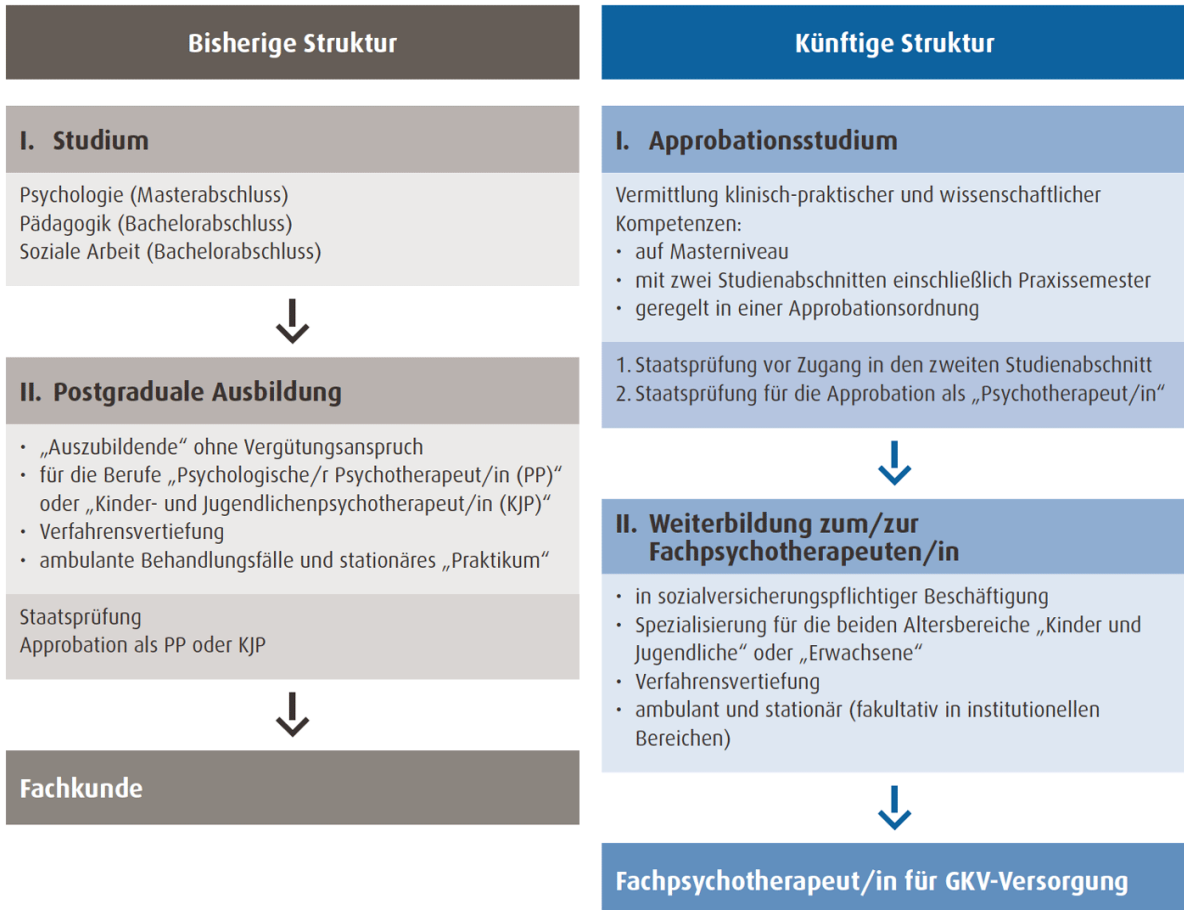 Bisherige Struktur
I. Studium
Psychologie (Masterabschluss)
Pädagogik (Bachelorabschluss)
Soziale Arbeit (Bachelorabschluss)
II. Postgraduale Ausbildung
• „Auszubildende“ ohne Vergütungsanspruch
• für die Berufe „Psychologische/r Psychotherapeut/in (PP)“
oder „Kinder- und Jugendlichenpsychotherapeut/in (KJP)“
• Verfahrensvertiefung
• ambulante Behandlungsfälle und stationäres „Praktikum“
Staatsprüfung
Approbation als PP oder KJP
Fachkunde
Künftige Struktur
I. Approbationsstudium
Vermittlung klinisch-praktischer und wissenschaftlicher
Kompetenzen:
• auf Masterniveau
• mit zwei Studienabschnitten einschließlich Praxissemester
• geregelt in einer Approbationsordnung
1. Staatsprüfung vor Zugang in den zweiten Studienabschnitt
2. Staatsprüfung für die Approbation als „Psychotherapeut/in“
II. Weiterbildung zum/zur
Fachpsychotherapeuten/in
• in sozialversicherungspflichtiger Beschäftigung
• Spezialisierung für die beiden Altersbereiche „Kinder und
Jugendliche“ oder „Erwachsene“
• Verfahrensvertiefung
• ambulant und stationär (fakultativ in institutionellen
Bereichen)
Fachpsychotherapeut/in für GKV-Versorgung